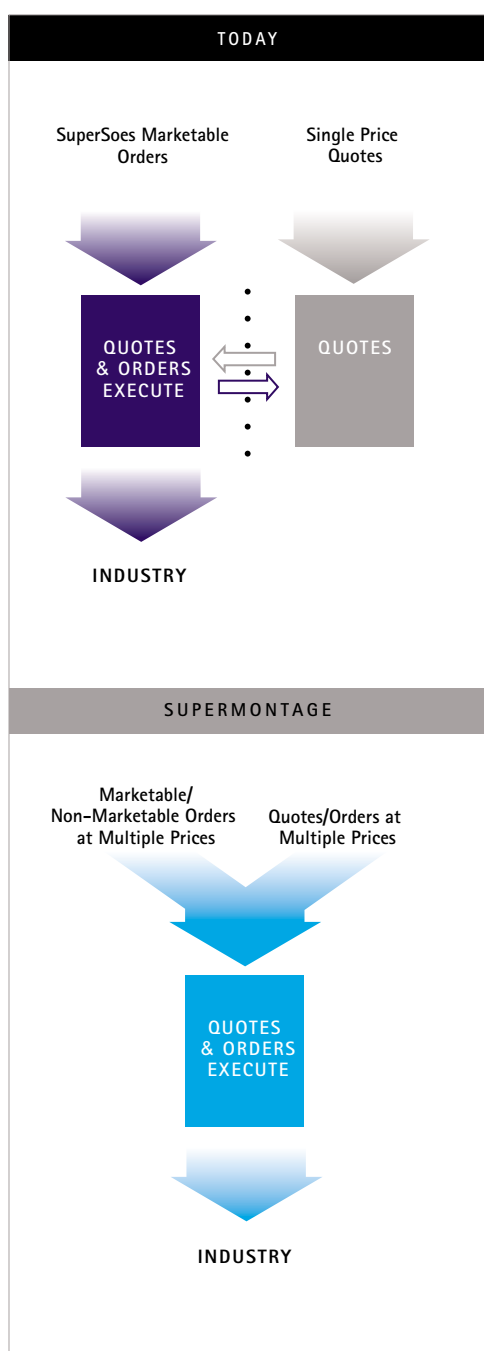 TODAY
SuperSoes Marketable
Orders
Single Price
Quotes
QUOTES
& ORDERS
EXECUTE
QUOTES
INDUSTRY
SUPERMONTAGE
Marketable/
Non-Marketable Orders
at Multiple Prices
Quotes/Orders at
Multiple Prices
QUOTES
& ORDERS
EXECUTE
INDUSTRY